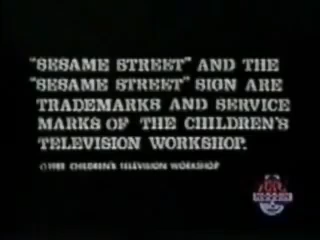 "SESAME STREET" AND THE
"SESAME STREET" SIGN ARE
TRADEMARKS AND SERVICE
MARKS OF THE CHILDREN'S
TELEVISION WORKSHOP.
CHILDREN'S TELEVISION WORKSHOP